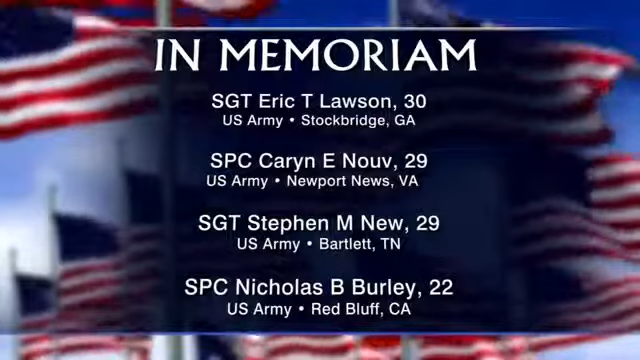 IN MEMORIAM
SGT Eric T Lawson, 30
US Army • Stockbridge, GA
SPC Caryn E Nouv, 29
US Army • Newport News, VA
SGT Stephen M New, 29
US Army • Bartlett, TN
SPC Nicholas B Burley, 22
US Army • Red Bluff, CA